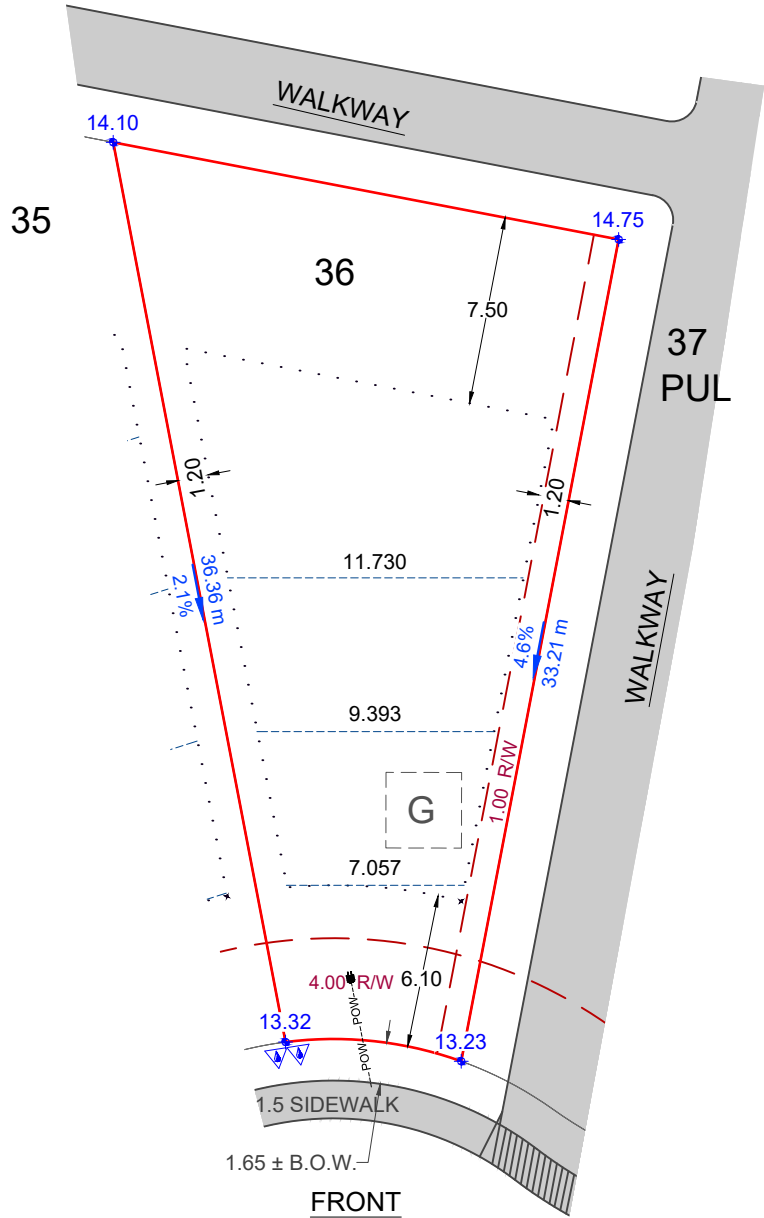 WALKWAY
14.10
35
36
14.75
7.50
37
PUL
1.20
1.20
11.730
36.36 m
2.1%
4.6%
33.21 m
WALKWAY
9.393
1.00 R/W
G
7.057
4.00 R/W
6.10
13.32
13.23
POW
POW
1.5 SIDEWALK
1.65 ± B.O.W.
FRONT